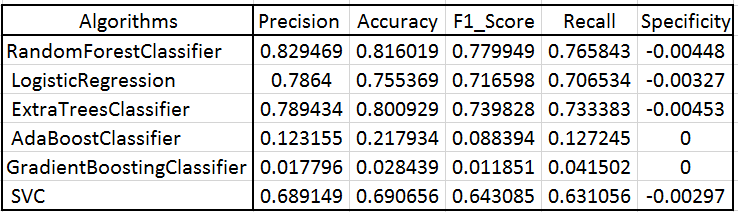 Algorithms Precision Accuracy F1_Score Recall Specificity
RandomForestClassifier 0.829469 0.816019 0.779949 0.765843 -0.00448
LogisticRegression 0.7864 0.755369 0.716598 0.706534 -0.00327
ExtraTreesClassifier 0.789434 0.800929 0.739828 0.733383 -0.00453
AdaBoostClassifier 0.123155 0.217934 0.088394 0.127245 0
GradientBoostingClassifier 0.017796 0.028439 0.011851 0.041502 0
SVC 0.689149 0.690656 0.643085 0.631056 -0.00297